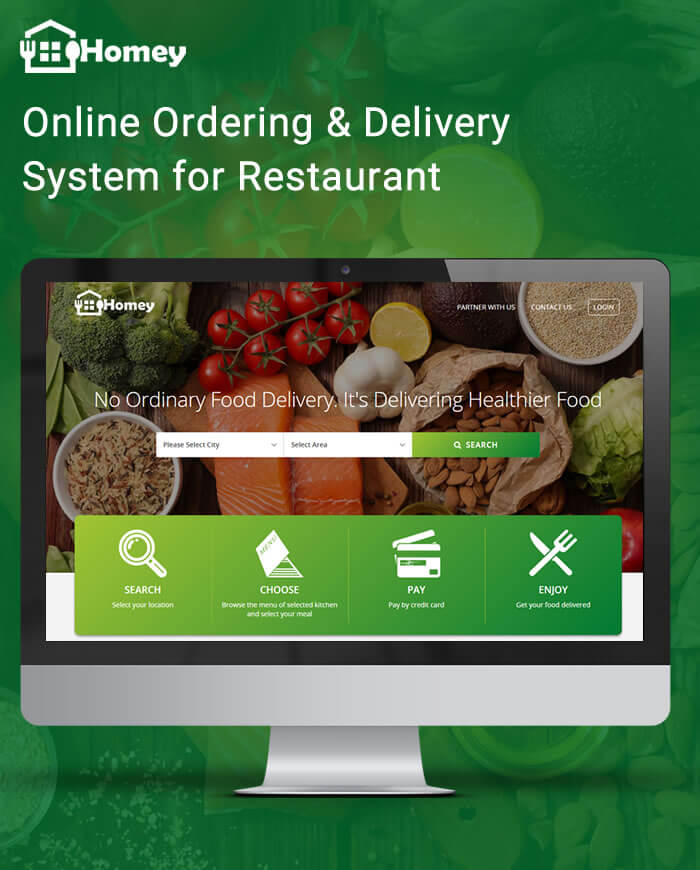 Homey
Online Ordering & Delivery
System for Restaurant
Homey
PARTNER WITH US
CONTACT US
LOGIN
No Ordinary Food Delivery. It's Delivering Healthier Food
Please Select City
Select Area
SEARCH
MENU
SEARCH
Select your location
CHOOSE
Browse the menu of selected kitchen
and select your meal
PAY
Pay by credit card
ENJOY
Get your food delivered